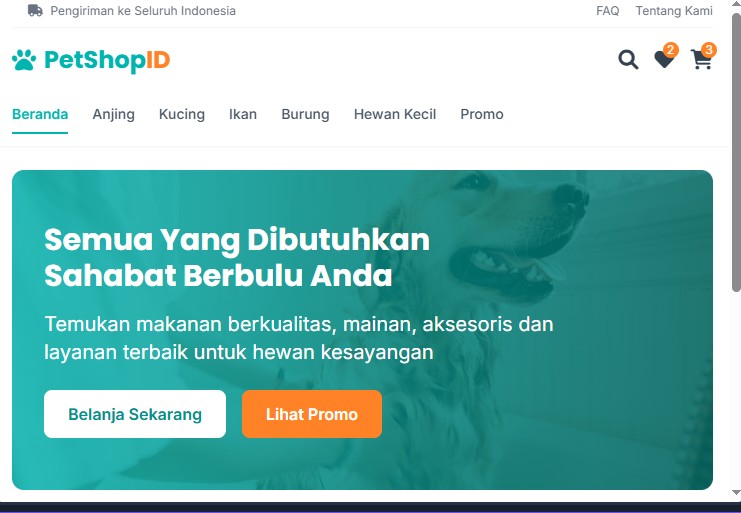 Pengiriman ke Seluruh Indonesia
FAQ Tentang Kami
PetShopID
2
3
Beranda Anjing Kucing Ikan Burung Hewan Kecil Promo
Semua Yang Dibutuhkan
Sahabat Berbulu Anda
Temukan makanan berkualitas, mainan, aksesoris dan
layanan terbaik untuk hewan kesayangan
Belanja Sekarang Lihat Promo